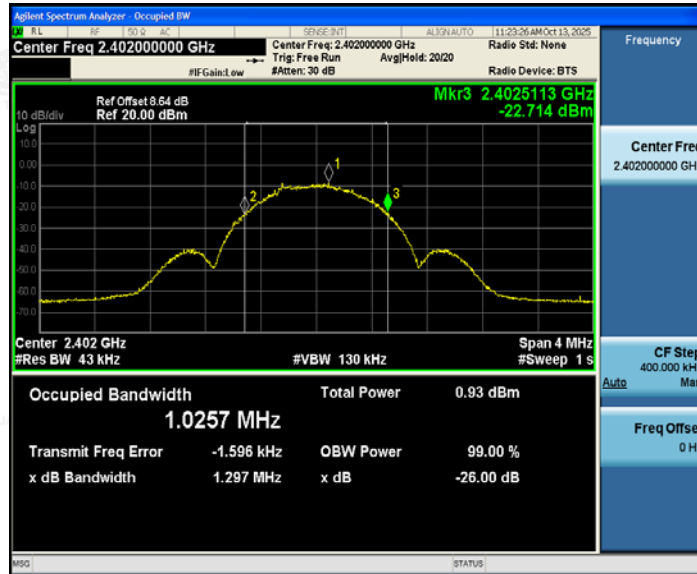 Agilent Spectrum Analyzer - Occupied BW
RL RF 50 Ω AC SENSE:INT ALIGN AUTO 11:23:26 AM Oct 13, 2025
Center Freq 2.402000000 GHz
Center Freq: 2.402000000 GHz
Radio Std: None
Trig: Free Run Avg|Hold: 20/20
#IFGain:Low #Atten: 30 dB
Radio Device: BTS
Mkr3 2.4025113 GHz
-22.714 dBm
Ref Offset 8.64 dB
10 dB/div Ref 20.00 dBm
Log
10.0
0.00
-10.0
-20.0
-30.0
-40.0
-50.0
-60.0
-70.0
1
2
3
Center 2.402 GHz Span 4 MHz
#Res BW 43 kHz #VBW 130 kHz #Sweep 1 s
Occupied Bandwidth Total Power 0.93 dBm
1.0257 MHz
Transmit Freq Error -1.596 kHz OBW Power 99.00 %
x dB Bandwidth 1.297 MHz x dB -26.00 dB
MSG STATUS
Frequency
Center Fre
2.402000000 GH
CF Step
400.000 kH
Auto Ma
Freq Offse
0 H